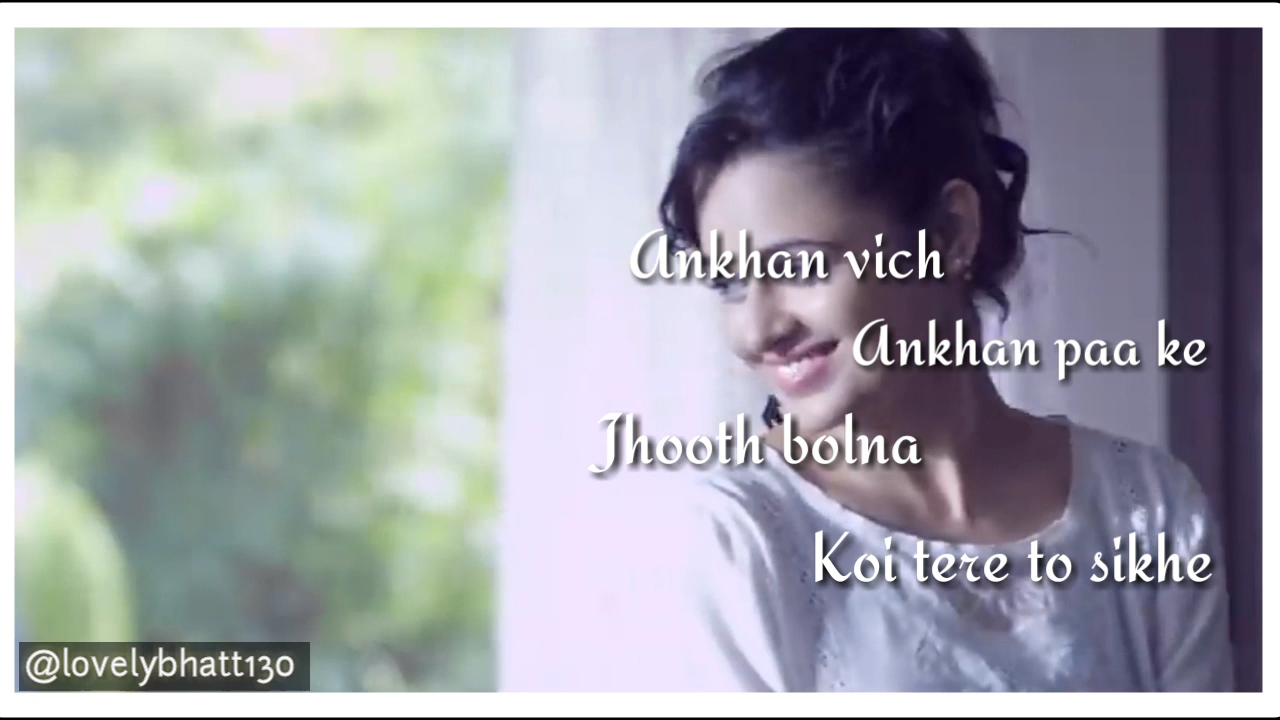 Ankhan vich
Ankhan paa ke
Jhooth bolna
Koi tere to sikhe
@lovelybhatt130